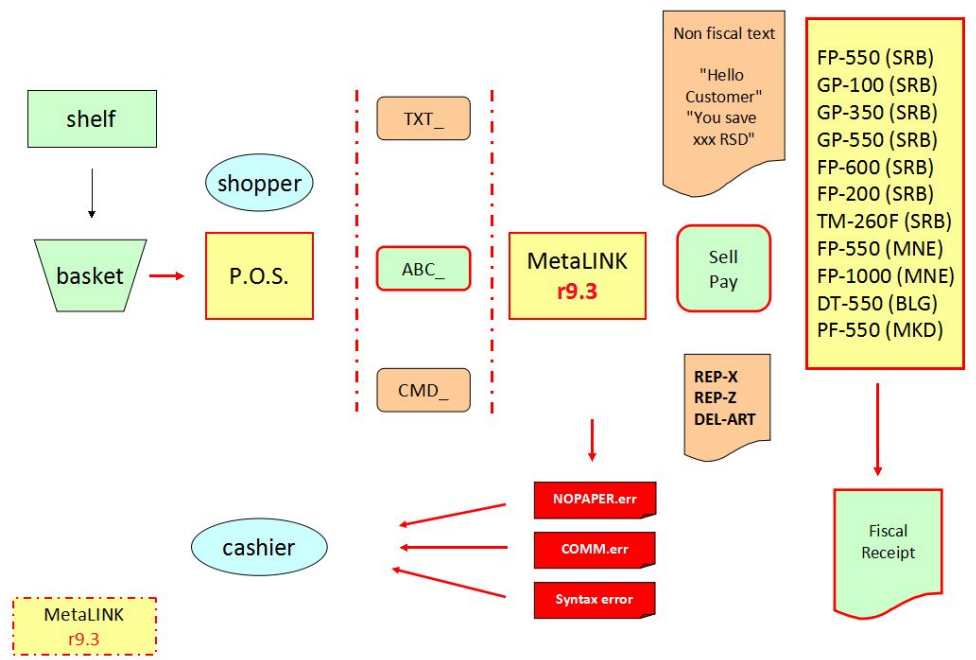 shelf
shopper
basket
P.O.S.
TXT_
ABC_
CMD_
MetaLINK
r9.3
Non fiscal text
"Hello
Customer"
"You save
xxx RSD"
Sell
Pay
REP-X
REP-Z
DEL-ART
FP-550 (SRB)
GP-100 (SRB)
GP-350 (SRB)
GP-550 (SRB)
FP-600 (SRB)
FP-200 (SRB)
TM-260F (SRB)
FP-550 (MNE)
FP-1000 (MNE)
DT-550 (BLG)
PF-550 (MKD)
NOPAPER.err
COMM.err
Syntax error
cashier
Fiscal
Receipt
MetaLINK
r9.3